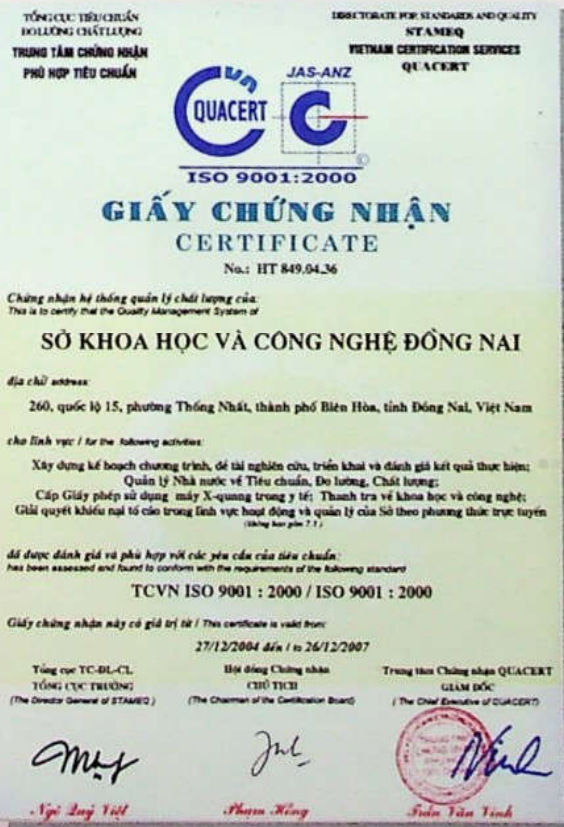 TỔNG CỤC TIÊU CHUẨN
ĐO LƯỜNG CHẤT LƯỢNG
TRUNG TÂM CHỨNG NHẬN
PHÙ HỢP TIÊU CHUẨN
DIRECTORATE FOR STANDARDS AND QUALITY
STAMEQ
VIETNAM CERTIFICATION SERVICES
QUACERT
QUACERT
JAS-ANZ
©
ISO 9001:2000
GIẤY CHỨNG NHẬN
CERTIFICATE
No.: HT 849.04.36
Chứng nhận hệ thống quản lý chất lượng của:
This is to certify that the Quality Management System of
SỞ KHOA HỌC VÀ CÔNG NGHỆ ĐỒNG NAI
địa chỉ/ address:
260, quốc lộ 15, phường Thống Nhất, thành phố Biên Hòa, tỉnh Đồng Nai, Việt Nam
cho lĩnh vực / for the following activities:
Xây dựng kế hoạch chương trình, đề tài nghiên cứu, triển khai và đánh giá kết quả thực hiện;
Quản lý Nhà nước về Tiêu chuẩn, Đo lường, Chất lượng;
Cấp Giấy phép sử dụng máy X-quang trong y tế; Thanh tra về khoa học và công nghệ;
Giải quyết khiếu nại tố cáo trong lĩnh vực hoạt động và quản lý của Sở theo phương thức trực tuyến
(không bao gồm 7.3)
đã được đánh giá và phù hợp với các yêu cầu của tiêu chuẩn:
has been assessed and found to conform with the requirements of the following standard
TCVN ISO 9001 : 2000 / ISO 9001 : 2000
Giấy chứng nhận này có giá trị từ / This certificate is valid from:
27/12/2004 đến / to 26/12/2007
Tổng cục TC-ĐL-CL
TỔNG CỤC TRƯỞNG
(The Director General of STAMEQ)
Hội đồng Chứng nhận
CHỦ TỊCH
(The Chairman of the Certification Board)
Trung tâm Chứng nhận QUACERT
GIÁM ĐỐC
(The Chief Executive of QUACERT)
Ngô Quý Việt
Phạm Hồng
Trần Văn Vinh